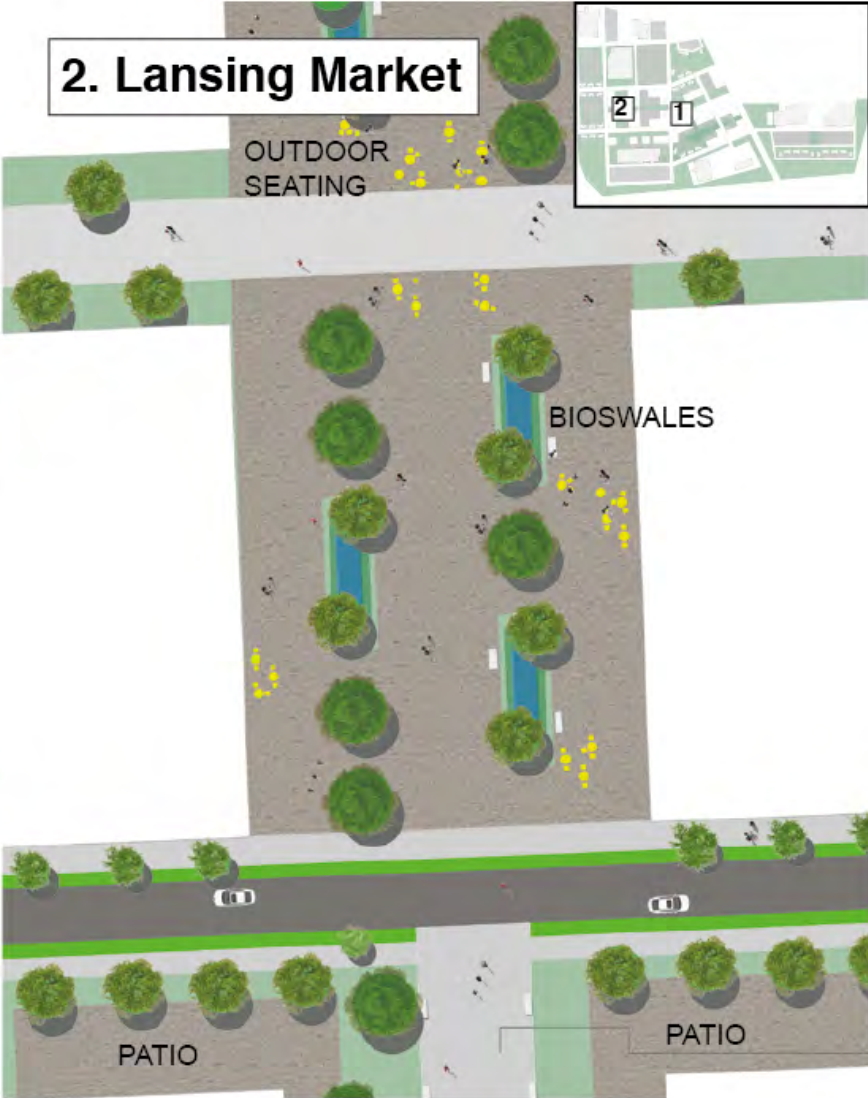 2. Lansing Market
2
1
OUTDOOR
SEATING
BIOSWALES
PATIO
PATIO